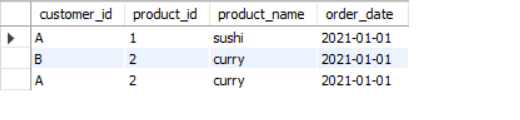 customer_id product_id product_name order_date
A 1 sushi 2021-01-01
B 2 curry 2021-01-01
A 2 curry 2021-01-01